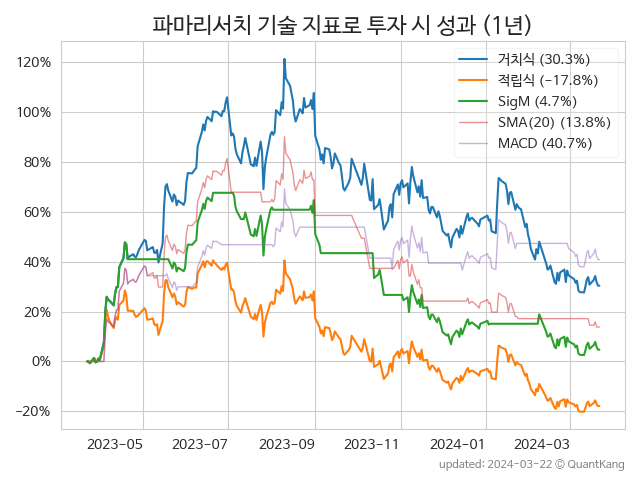 파마리서치 기술 지표로 투자 시 성과 (1년)
120%
100%
80%
60%
40%
20%
0%
−20%
거치식 (30.3%)
적립식 (-17.8%)
SigM (4.7%)
SMA(20) (13.8%)
MACD (40.7%)
2023-05
2023-07
2023-09
2023-11
2024-01
2024-03
updated: 2024-03-22 © QuantKang